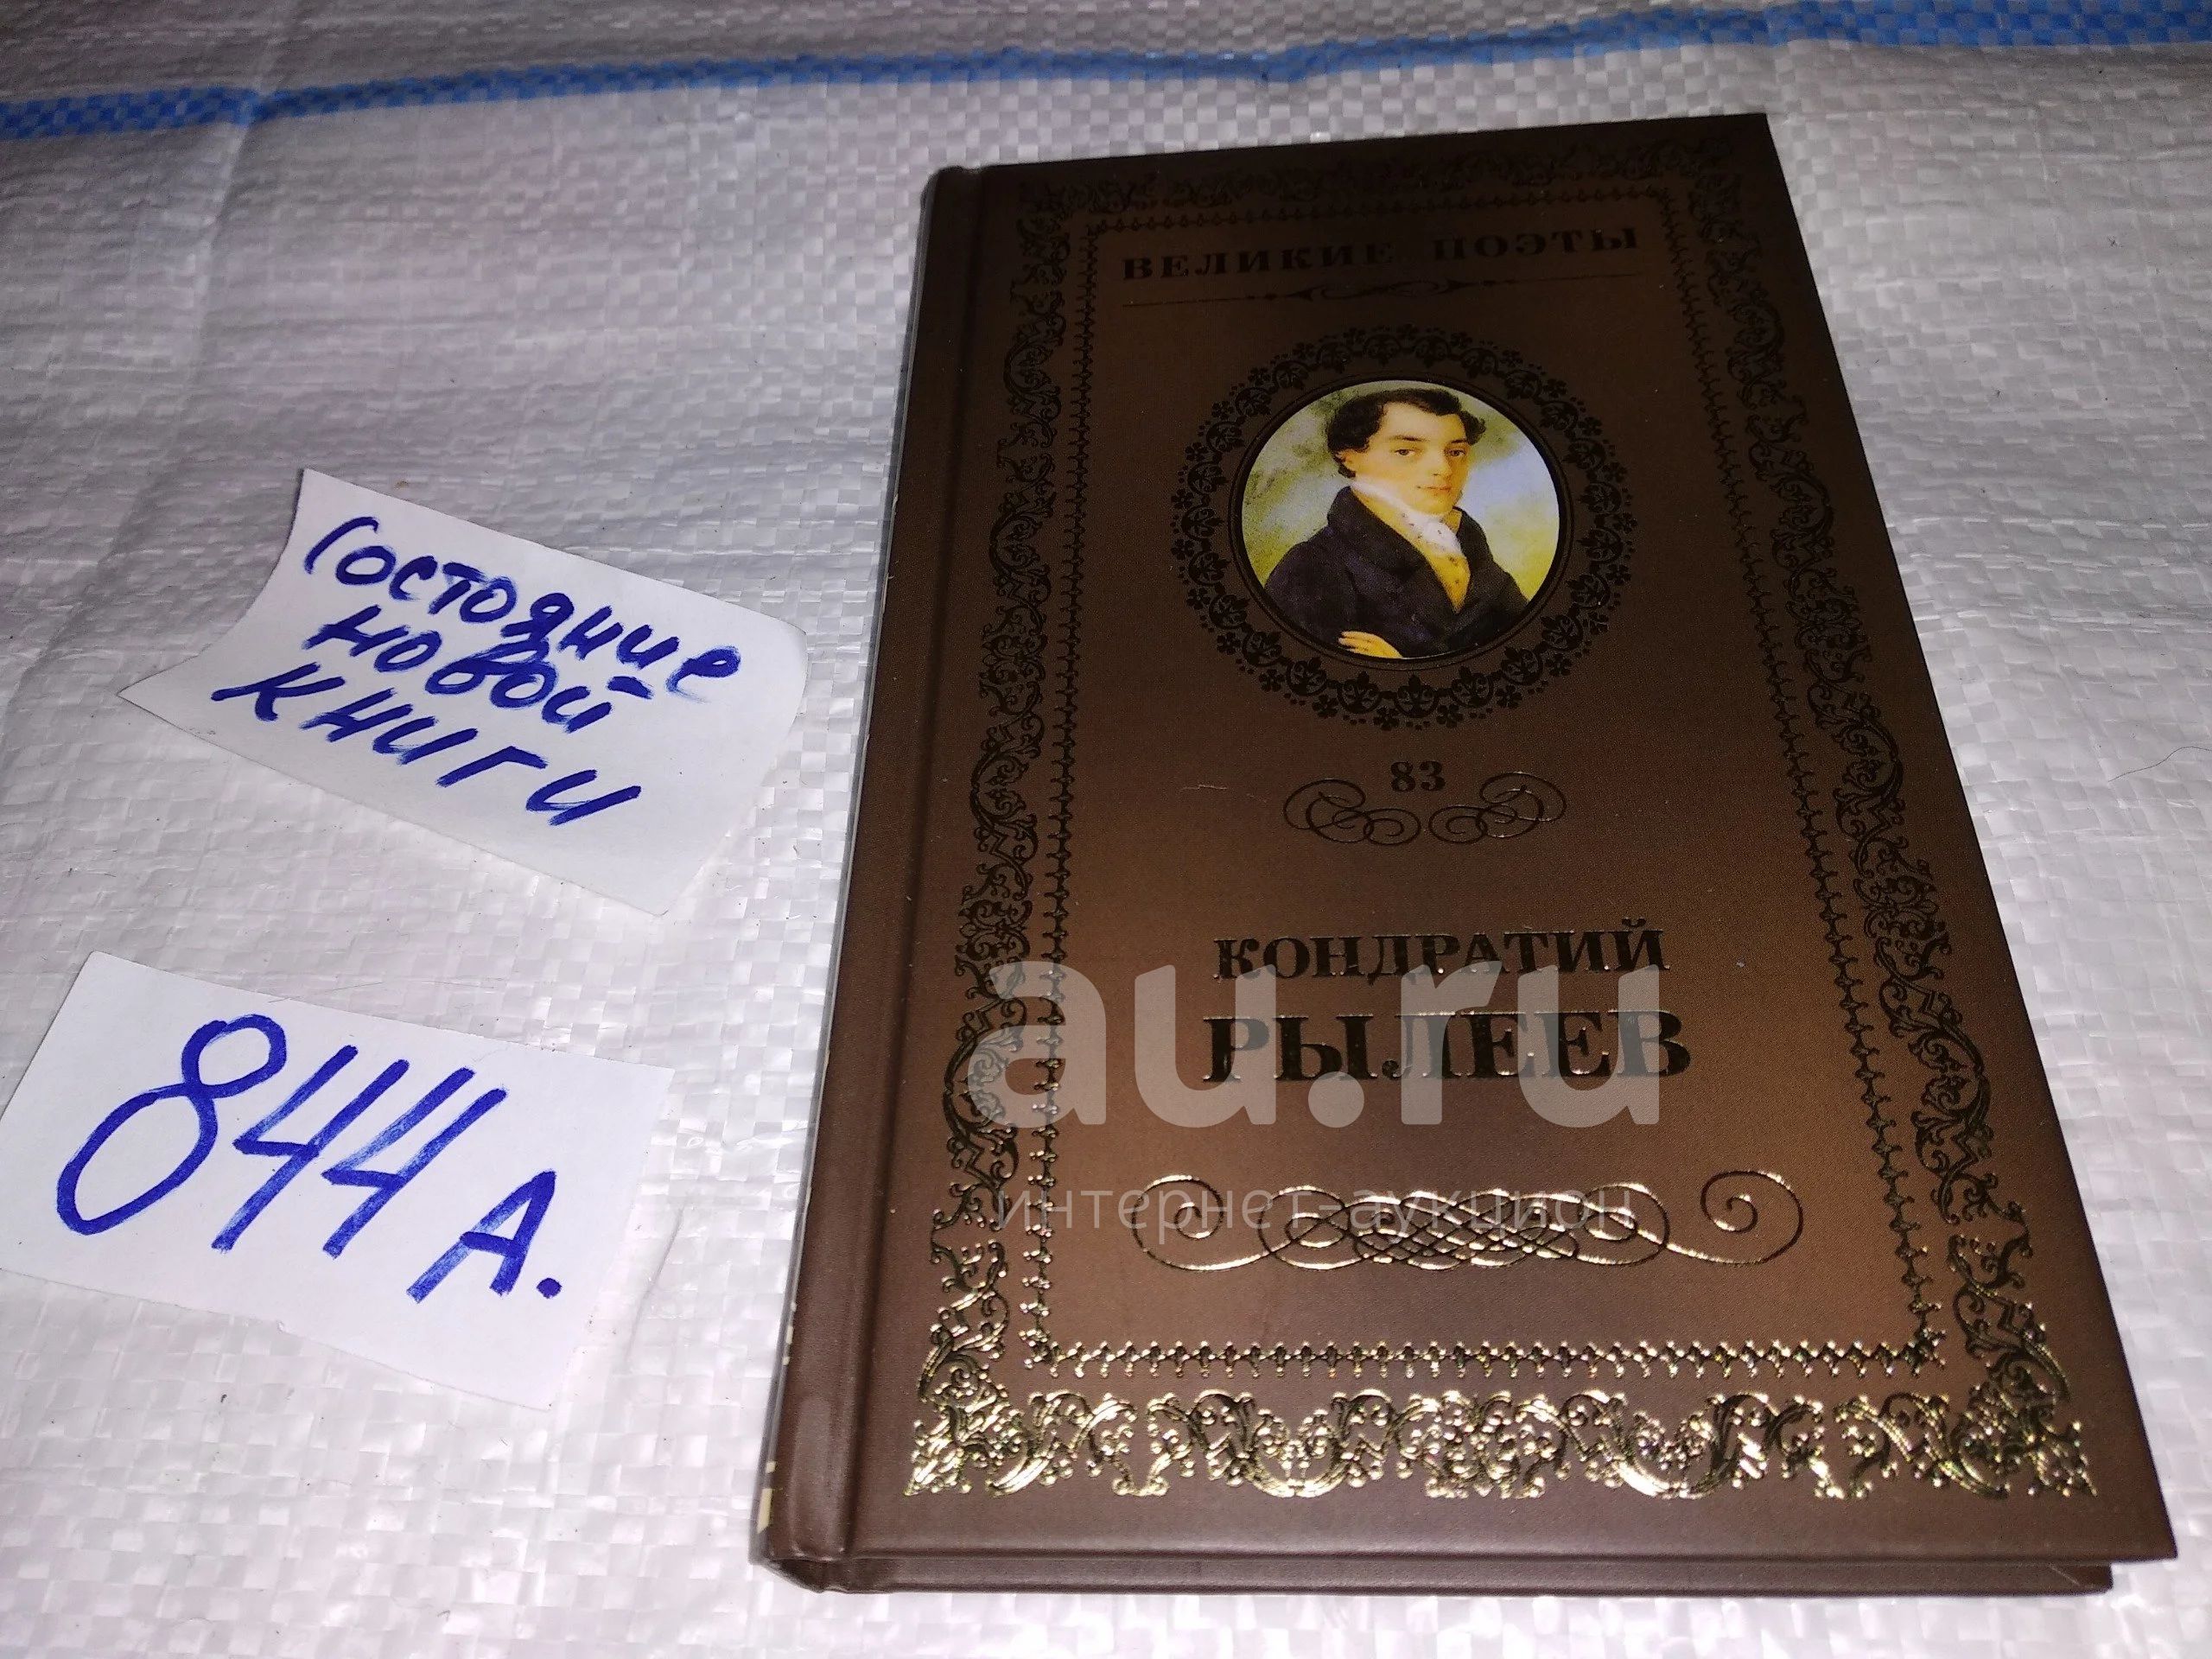 Состояние
новой
книги
844 А.
ВЕЛИКИЕ ПОЭТЫ
83
КОНДРАТИЙ
РЫЛЕЕВ
au.ru
интернет-аукцион